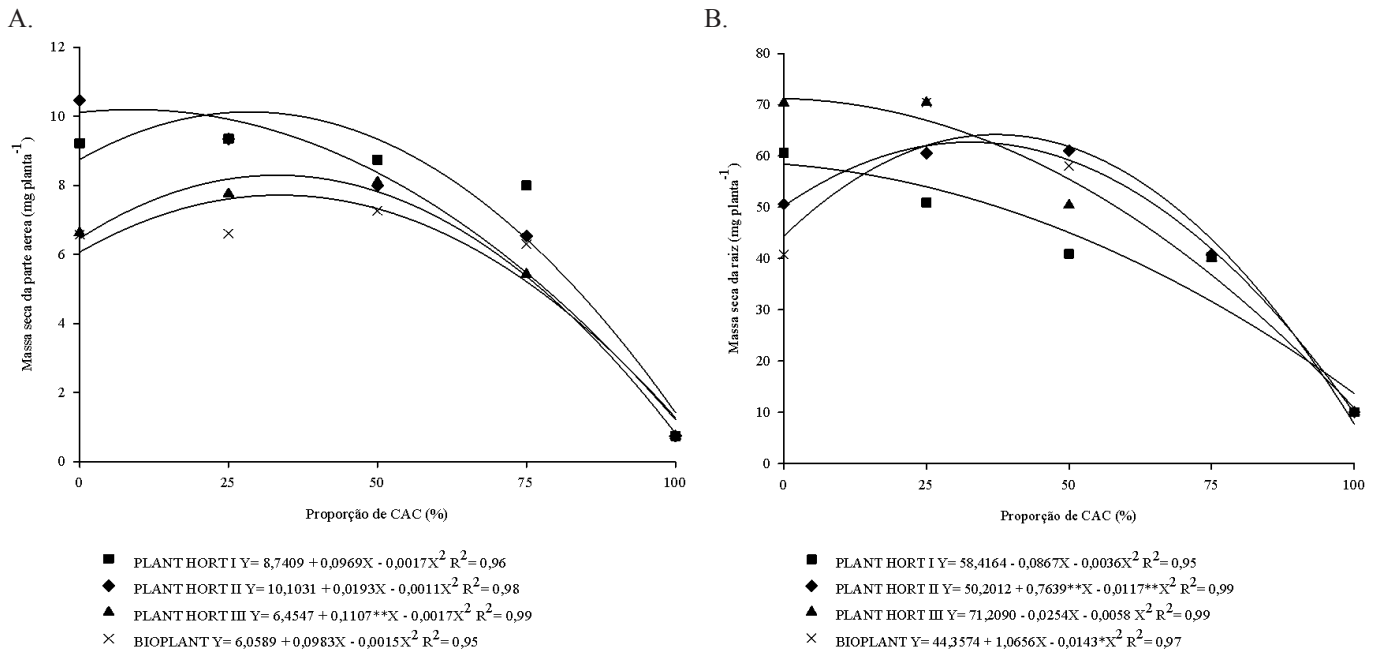 A.
Massa seca da parte aerea (mg planta-1)
12
10
8
6
4
2
0
0 25 50 75 100
Proporção de CAC (%)
PLANT HORT I Y= 8,7409 + 0,0969X - 0,0017X2 R2= 0,96
PLANT HORT II Y= 10,1031 + 0,0193X - 0,0011X2 R2= 0,98
PLANT HORT III Y= 6,4547 + 0,1107**X - 0,0017X2 R2= 0,99
BIOPLANT Y= 6,0589 + 0,0983X - 0,0015X2 R2= 0,95
B.
Massa seca da raiz (mg planta-1)
80
70
60
50
40
30
20
10
0
0 25 50 75 100
Proporção de CAC (%)
PLANT HORT I Y= 58,4164 - 0,0867X - 0,0036X2 R2= 0,95
PLANT HORT II Y= 50,2012 + 0,7639**X - 0,0117**X2 R2= 0,99
PLANT HORT III Y= 71,2090 - 0,0254X - 0,0058 X2 R2= 0,99
BIOPLANT Y= 44,3574 + 1,0656X - 0,0143*X2 R2= 0,97